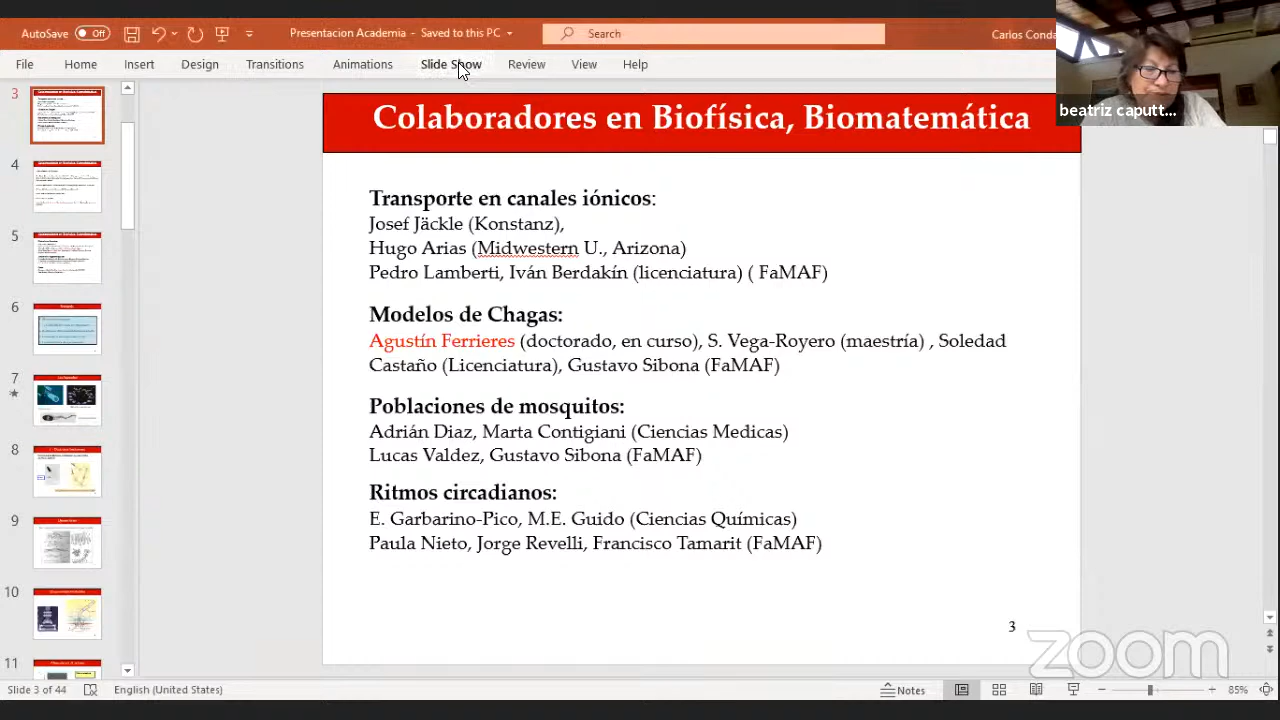 AutoSave
Off
Presentacion Academia - Saved to this PC
Search
Carlos Conda
File
Home
Insert
Design
Transitions
Animations
Slide Show
Review
View
Help
beatriz caputt...
3
4
6
7
8
10
11
Colaboradores en Biofísica, Biomatemática
Transporte en canales iónicos:
Josef Jäckle (Konstanz),
Hugo Arias (Midwestern U., Arizona)
Pedro Lamberti, Iván Berdakín (licenciatura) ( FaMAF)
Modelos de Chagas:
Agustín Ferrieres (doctorado, en curso), S. Vega-Royero (maestría) , Soledad
Castaño (Licenciatura), Gustavo Sibona (FaMAF)
Poblaciones de mosquitos:
Adrián Diaz, Marta Contigiani (Ciencias Medicas)
Lucas Valdez, Gustavo Sibona (FaMAF)
Ritmos circadianos:
E. Garbarino-Pico, M.E. Guido (Ciencias Químicas)
Paula Nieto, Jorge Revelli, Francisco Tamarit (FaMAF)
3
zoom
Slide 3 of 44
English (United States)
Notes
85%